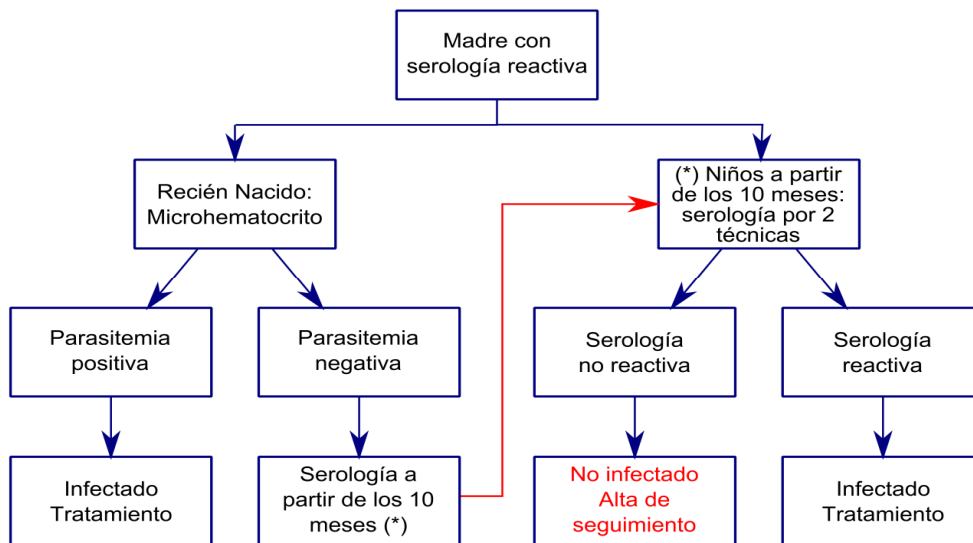 Madre con
serología reactiva
Recién Nacido:
Microhematocrito
(*) Niños a partir
de los 10 meses:
serología por 2
técnicas
Parasitemia
positiva
Parasitemia
negativa
Serología
no reactiva
Serología
reactiva
Infectado
Tratamiento
Serología a
partir de los 10
meses (*)
No infectado
Alta de
seguimiento
Infectado
Tratamiento